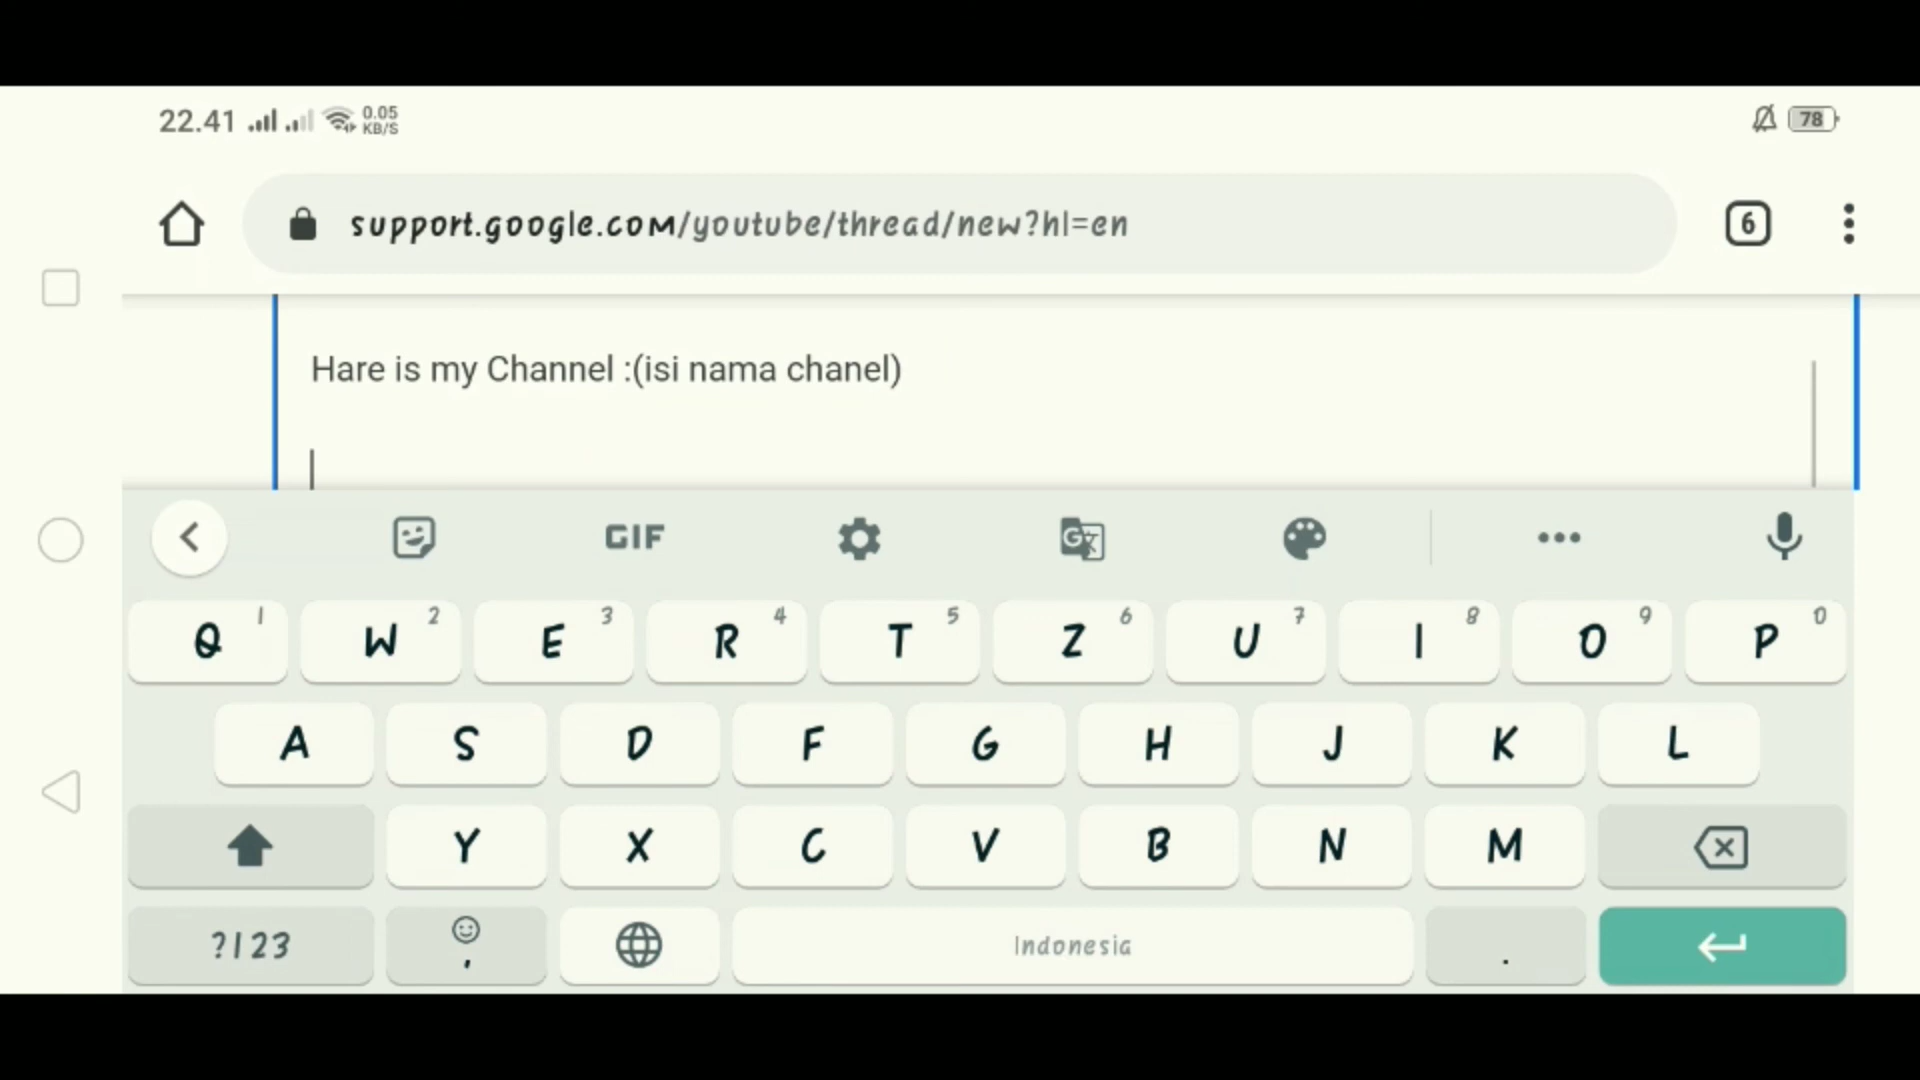 22.41 0.05
KB/S
78
support.google.com/youtube/thread/new?hl=en
6
Hare is my Channel :(isi nama chanel)
GIF
Q 1 W 2 E 3 R 4 T 5 Z 6 U 7 I 8 O 9 P 0
A S D F G H J K L
Y X C V B N M
?123 , Indonesia .